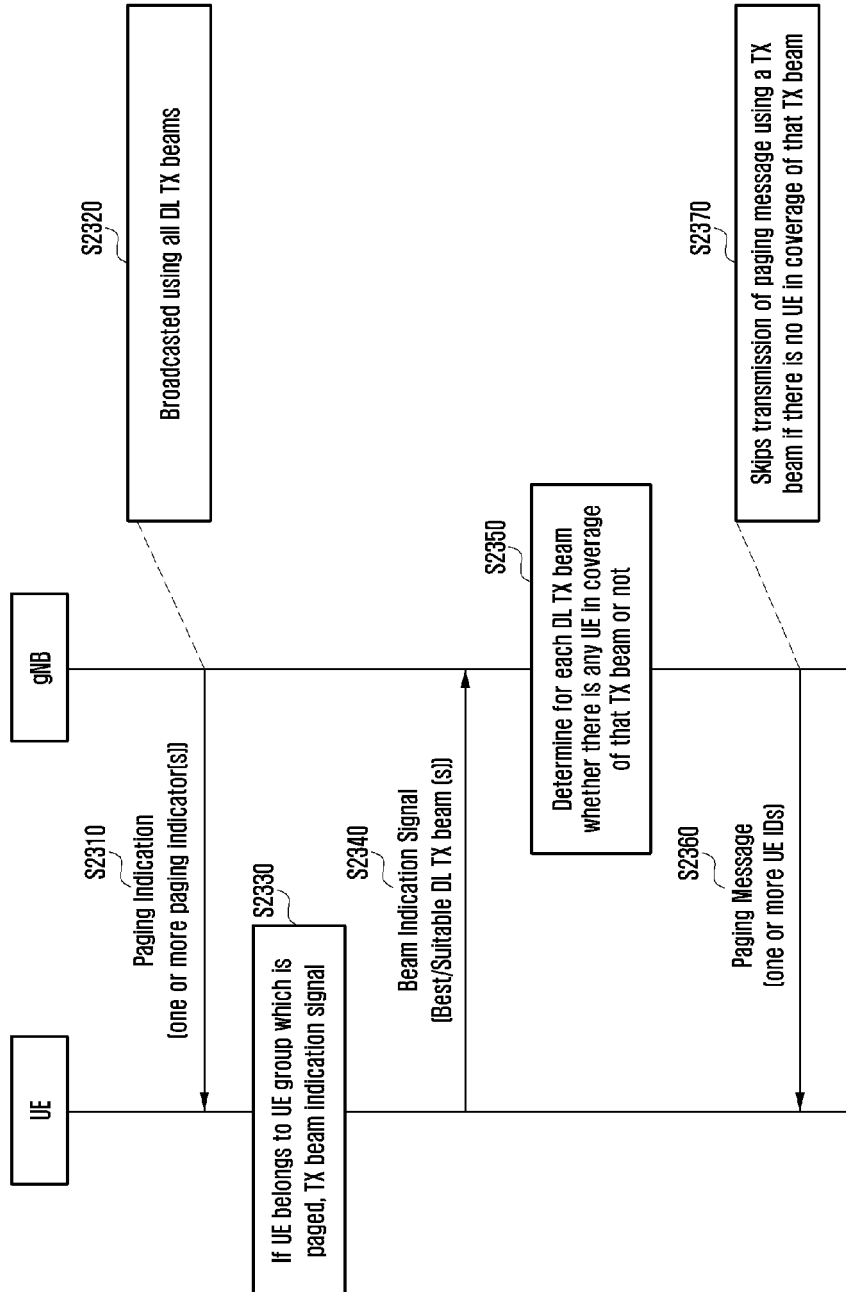 UE
gNB
S2310
Paging Indication
(one or more paging indicator(s))
S2320
Broadcasted using all DL TX beams
S2330
If UE belongs to UE group which is
paged, TX beam indication signal
S2340
Beam Indication Signal
(Best/Suitable DL TX beam (s))
S2350
Determine for each DL TX beam
whether there is any UE in coverage
of that TX beam or not
S2360
Paging Message
(one or more UE IDs)
S2370
Skips transmission of paging message using a TX
beam if there is no UE in coverage of that TX beam